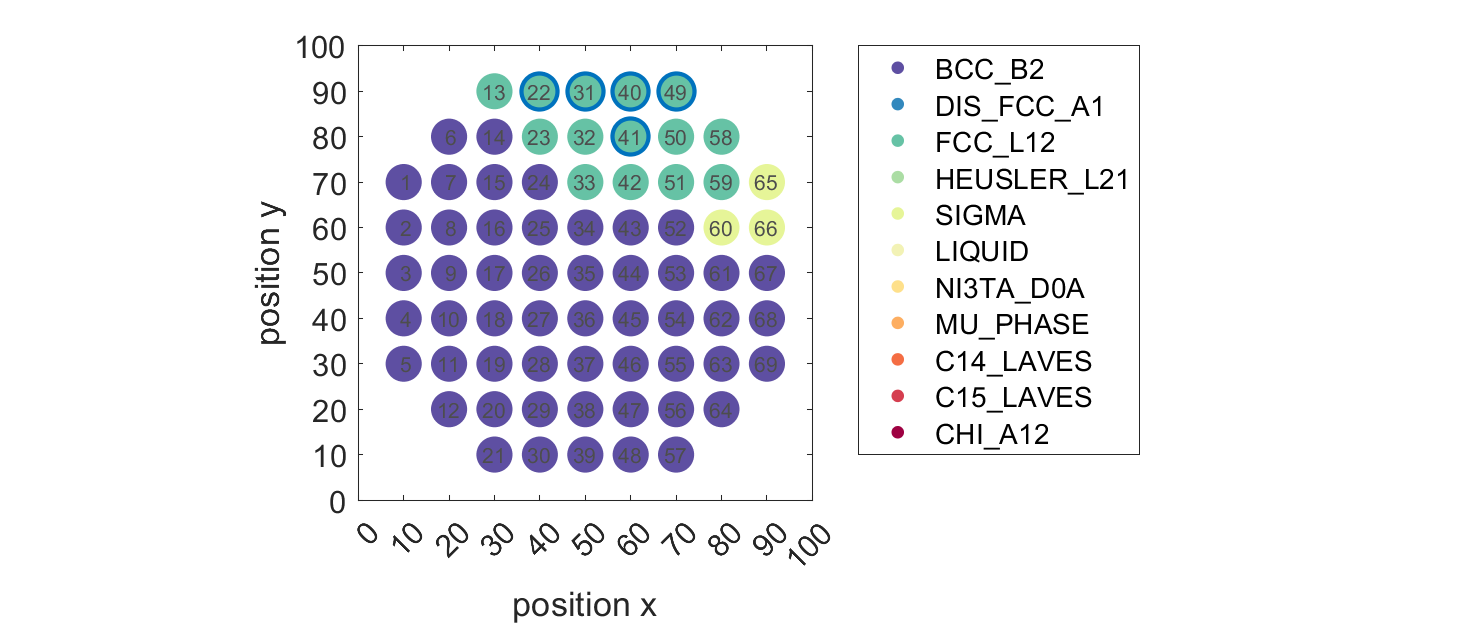 100
90
80
70
60
50
40
30
20
10
0
position y
13 22 31 40 49
6 14 23 32 41 50 58
1 7 15 24 33 42 51 59 65
2 8 16 25 34 43 52 60 66
3 9 17 26 35 44 53 61 67
4 10 18 27 36 45 54 62 68
5 11 19 28 37 46 55 63 69
12 20 29 38 47 56 64
21 30 39 48 57
0 10 20 30 40 50 60 70 80 90 100
position x
BCC_B2
DIS_FCC_A1
FCC_L12
HEUSLER_L21
SIGMA
LIQUID
NI3TA_D0A
MU_PHASE
C14_LAVES
C15_LAVES
CHI_A12